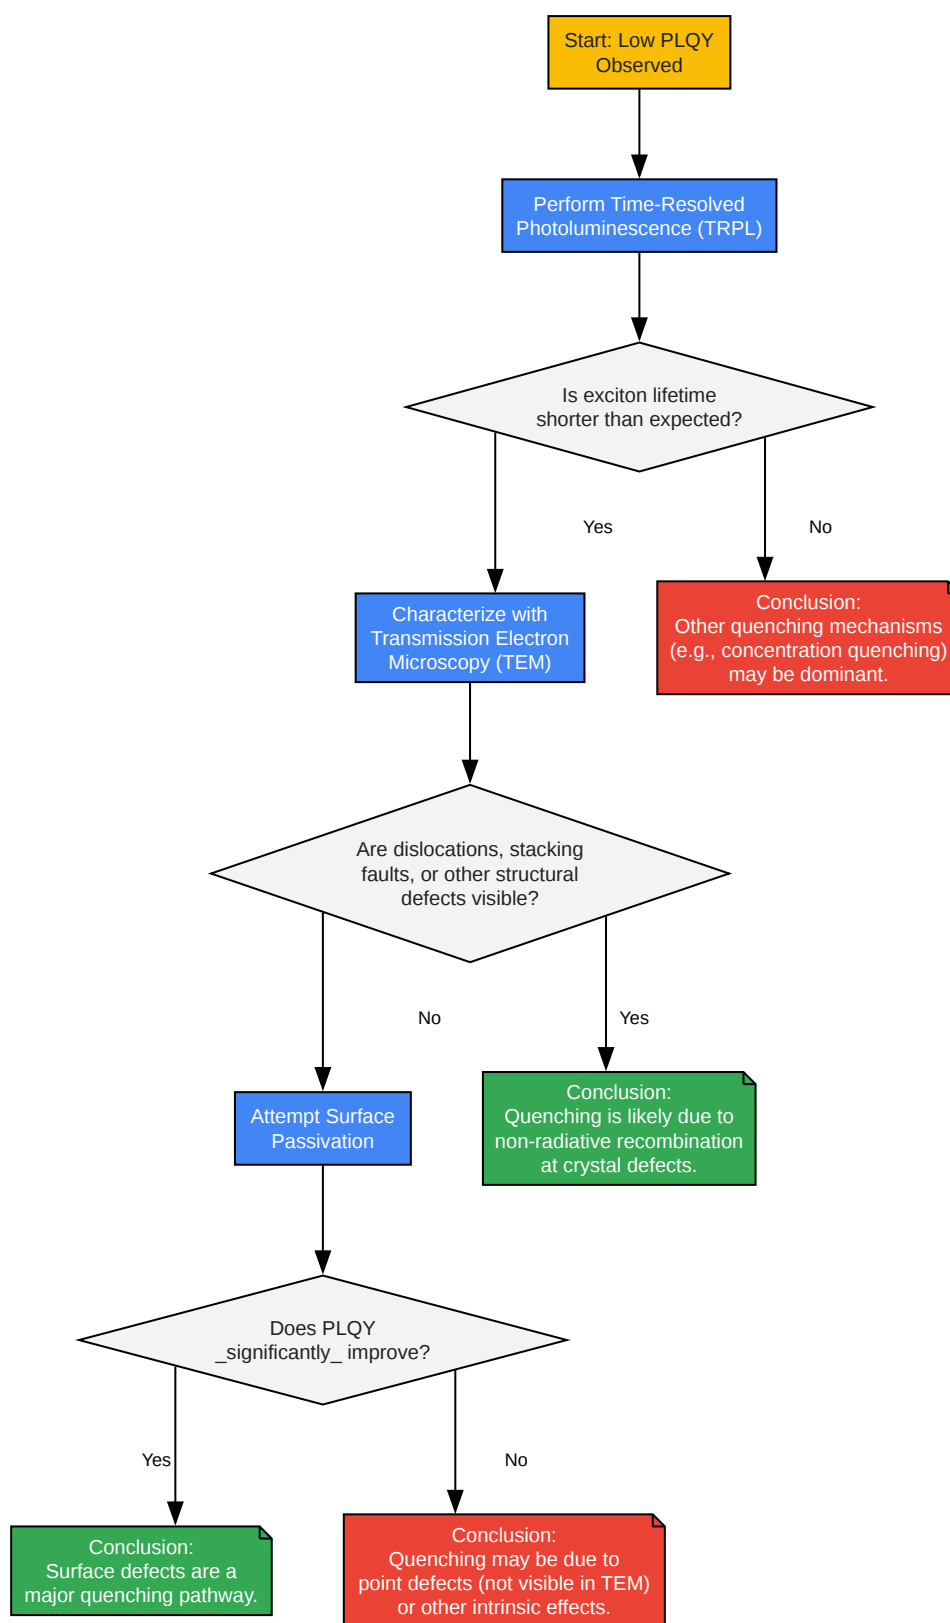 Start: Low PLQY
Observed
Perform Time-Resolved
Photoluminescence (TRPL)
Is exciton lifetime
shorter than expected?
Yes
No
Characterize with
Transmission Electron
Microscopy (TEM)
Conclusion:
Other quenching mechanisms
(e.g., concentration quenching)
may be dominant.
Are dislocations, stacking
faults, or other structural
defects visible?
No
Yes
Attempt Surface
Passivation
Conclusion:
Quenching is likely due to
non-radiative recombination
at crystal defects.
Does PLQY
_significantly_ improve?
Yes
No
Conclusion:
Surface defects are a
major quenching pathway.
Conclusion:
Quenching may be due to
point defects (not visible in TEM)
or other intrinsic effects.